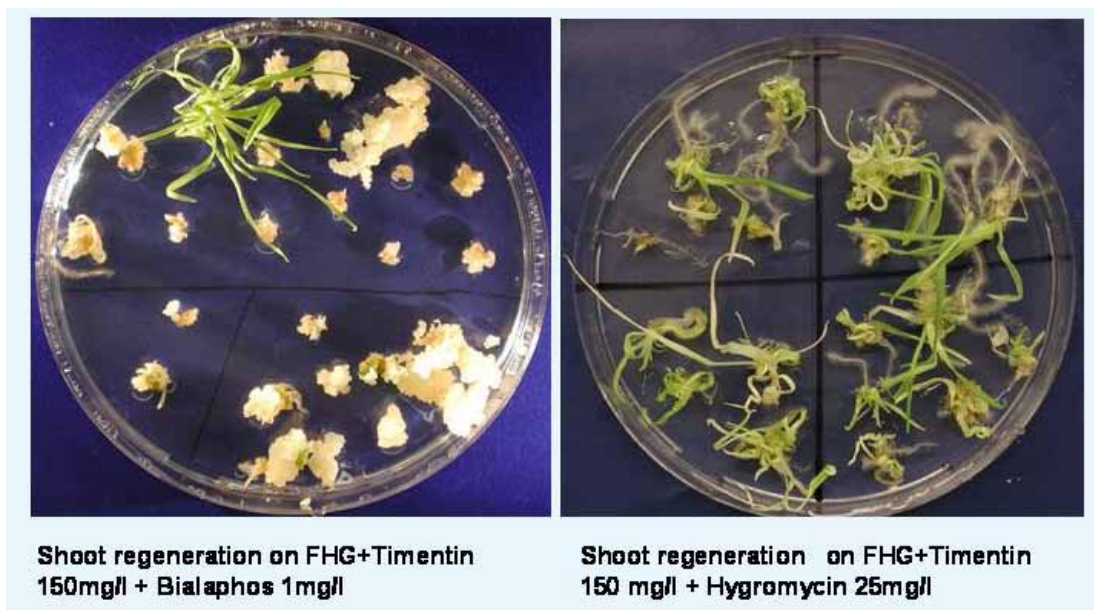 Shoot regeneration on FHG+Timentin
150mg/l + Bialaphos 1mg/l
Shoot regeneration on FHG+Timentin
150 mg/l + Hygromycin 25mg/l